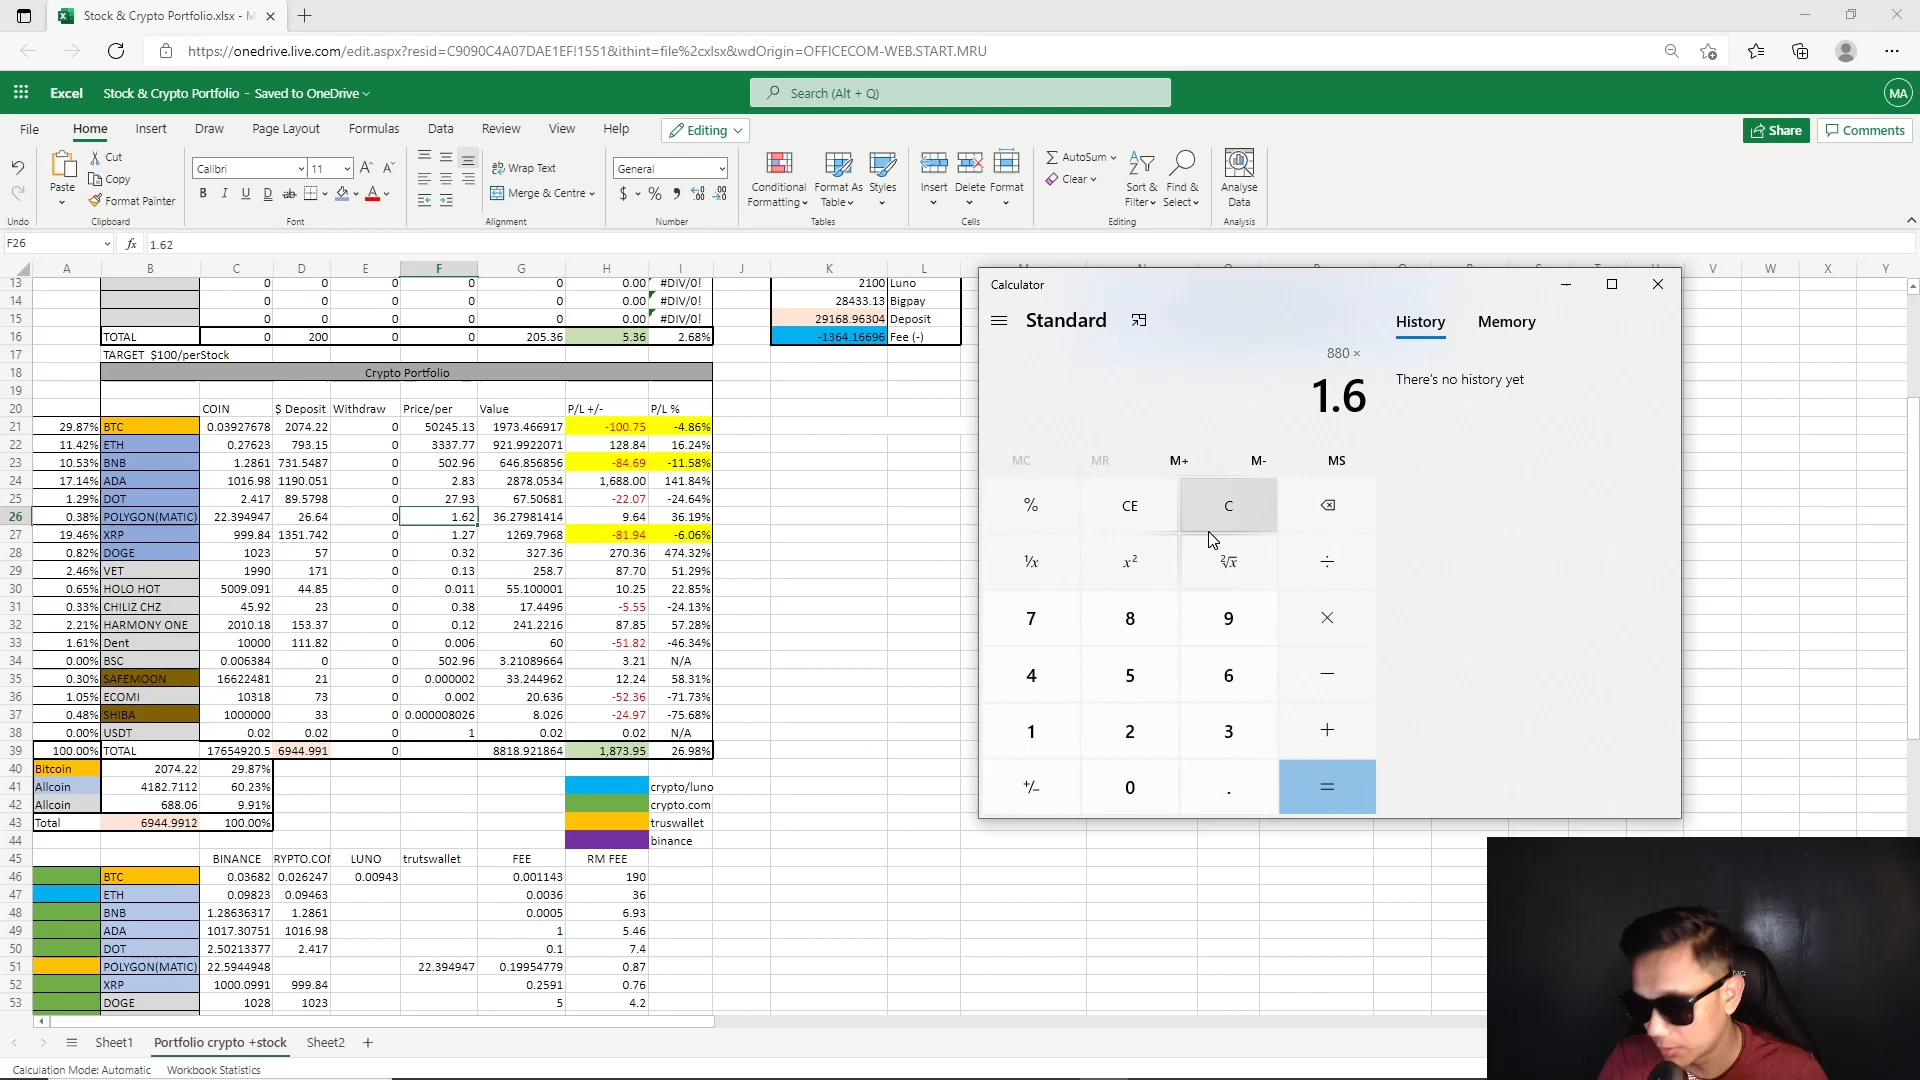 Stock & Crypto Portfolio.xlsx - M
https://onedrive.live.com/edit.aspx?resid=C9090C4A07DAE1EF!1551&ithint=file%2cxlsx&wdOrigin=OFFICECOM-WEB.START.MRU
Excel Stock & Crypto Portfolio - Saved to OneDrive Search (Alt + Q) MA
File Home Insert Draw Page Layout Formulas Data Review View Help Editing Share Comments
Cut Calibri 11 A A Wrap Text General AutoSum
Paste Copy Merge & Centre Conditional Formatting Format As Table Styles Insert Delete Format Clear Sort & Filter Find & Select Analyse Data
Format Painter B I U D ab A $ % 9 .00
Undo Clipboard Font Alignment Number Tables Cells Editing Analysis
F26 fx 1.62
A B C D E F G H I J K L M N V W X Y
13 0 0 0 0 0 0.00 #DIV/0! 2100 Luno
14 0 0 0 0 0 0.00 #DIV/0! 28433.13 Bigpay
15 0 0 0 0 0 0.00 #DIV/0! 29168.96304 Deposit
16 TOTAL 0 200 0 0 205.36 5.36 2.68% -1364.16696 Fee (-)
17 TARGET $100/perStock
18 Crypto Portfolio
19
20 COIN $ Deposit Withdraw Price/per Value P/L +/- P/L %
21 29.87% BTC 0.03927678 2074.22 0 50245.13 1973.466917 -100.75 -4.86%
22 11.42% ETH 0.27623 793.15 0 3337.77 921.9922071 128.84 16.24%
23 10.53% BNB 1.2861 731.5487 0 502.96 646.856856 -84.69 -11.58%
24 17.14% ADA 1016.98 1190.051 0 2.83 2878.0534 1,688.00 141.84%
25 1.29% DOT 2.417 89.5798 0 27.93 67.50681 -22.07 -24.64%
26 0.38% POLYGON(MATIC) 22.394947 26.64 0 1.62 36.27981414 9.64 36.19%
27 19.46% XRP 999.84 1351.742 0 1.27 1269.7968 -81.94 -6.06%
28 0.82% DOGE 1023 57 0 0.32 327.36 270.36 474.32%
29 2.46% VET 1990 171 0 0.13 258.7 87.70 51.29%
30 0.65% HOLO HOT 5009.091 44.85 0 0.011 55.100001 10.25 22.85%
31 0.33% CHILIZ CHZ 45.92 23 0 0.38 17.4496 -5.55 -24.13%
32 2.21% HARMONY ONE 2010.18 153.37 0 0.12 241.2216 87.85 57.28%
33 1.61% Dent 10000 111.82 0 0.006 60 -51.82 -46.34%
34 0.00% BSC 0.006384 0 0 502.96 3.21089664 3.21 N/A
35 0.30% SAFEMOON 16622481 21 0 0.000002 33.244962 12.24 58.31%
36 1.05% ECOMI 10318 73 0 0.002 20.636 -52.36 -71.73%
37 0.48% SHIBA 1000000 33 0 0.000008026 8.026 -24.97 -75.68%
38 0.00% USDT 0.02 0.02 0 1 0.02 0.02 N/A
39 100.00% TOTAL 17654920.5 6944.991 0 8818.921864 1,873.95 26.98%
40 Bitcoin 2074.22 29.87%
41 Allcoin 4182.7112 60.23% crypto/luno
42 Allcoin 688.06 9.91% crypto.com
43 Total 6944.9912 100.00% truswallet
44 binance
45 BINANCE RYPTO.COI LUNO trutswallet FEE RM FEE
46 BTC 0.03682 0.026247 0.00943 0.001143 190
47 ETH 0.09823 0.09463 0.0036 36
48 BNB 1.28636317 1.2861 0.0005 6.93
49 ADA 1017.30751 1016.98 1 5.46
50 DOT 2.50213377 2.417 0.1 7.4
51 POLYGON(MATIC) 22.5944948 22.394947 0.19954779 0.87
52 XRP 1000.0991 999.84 0.2591 0.76
53 DOGE 1028 1023 5 4.2
Sheet1 Portfolio crypto +stock Sheet2
Calculation Mode: Automatic Workbook Statistics
Calculator
Standard History Memory
880 ×
1.6
There's no history yet
MC MR M+ M- MS
% CE C
¹/x x² ²√x ÷
7 8 9 ×
4 5 6 −
1 2 3 +
+/− 0 . =